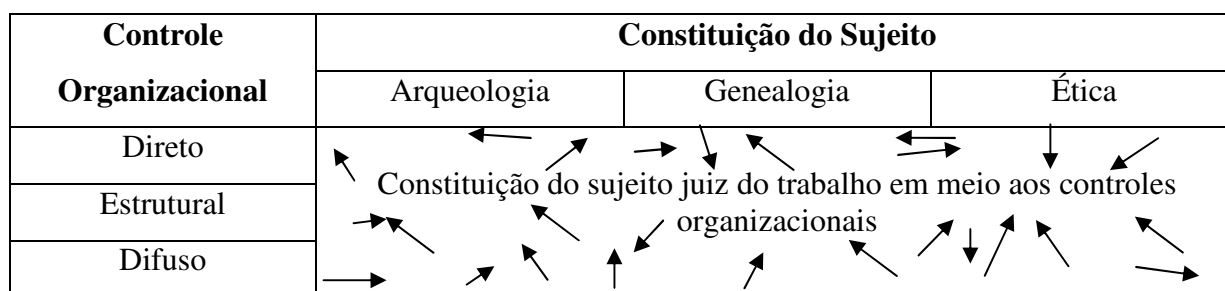 Controle
Organizacional
Constituição do Sujeito
Arqueologia
Genealogia
Ética
Direto
Estrutural
Difuso
Constituição do sujeito juiz do trabalho em meio aos controles
organizacionais